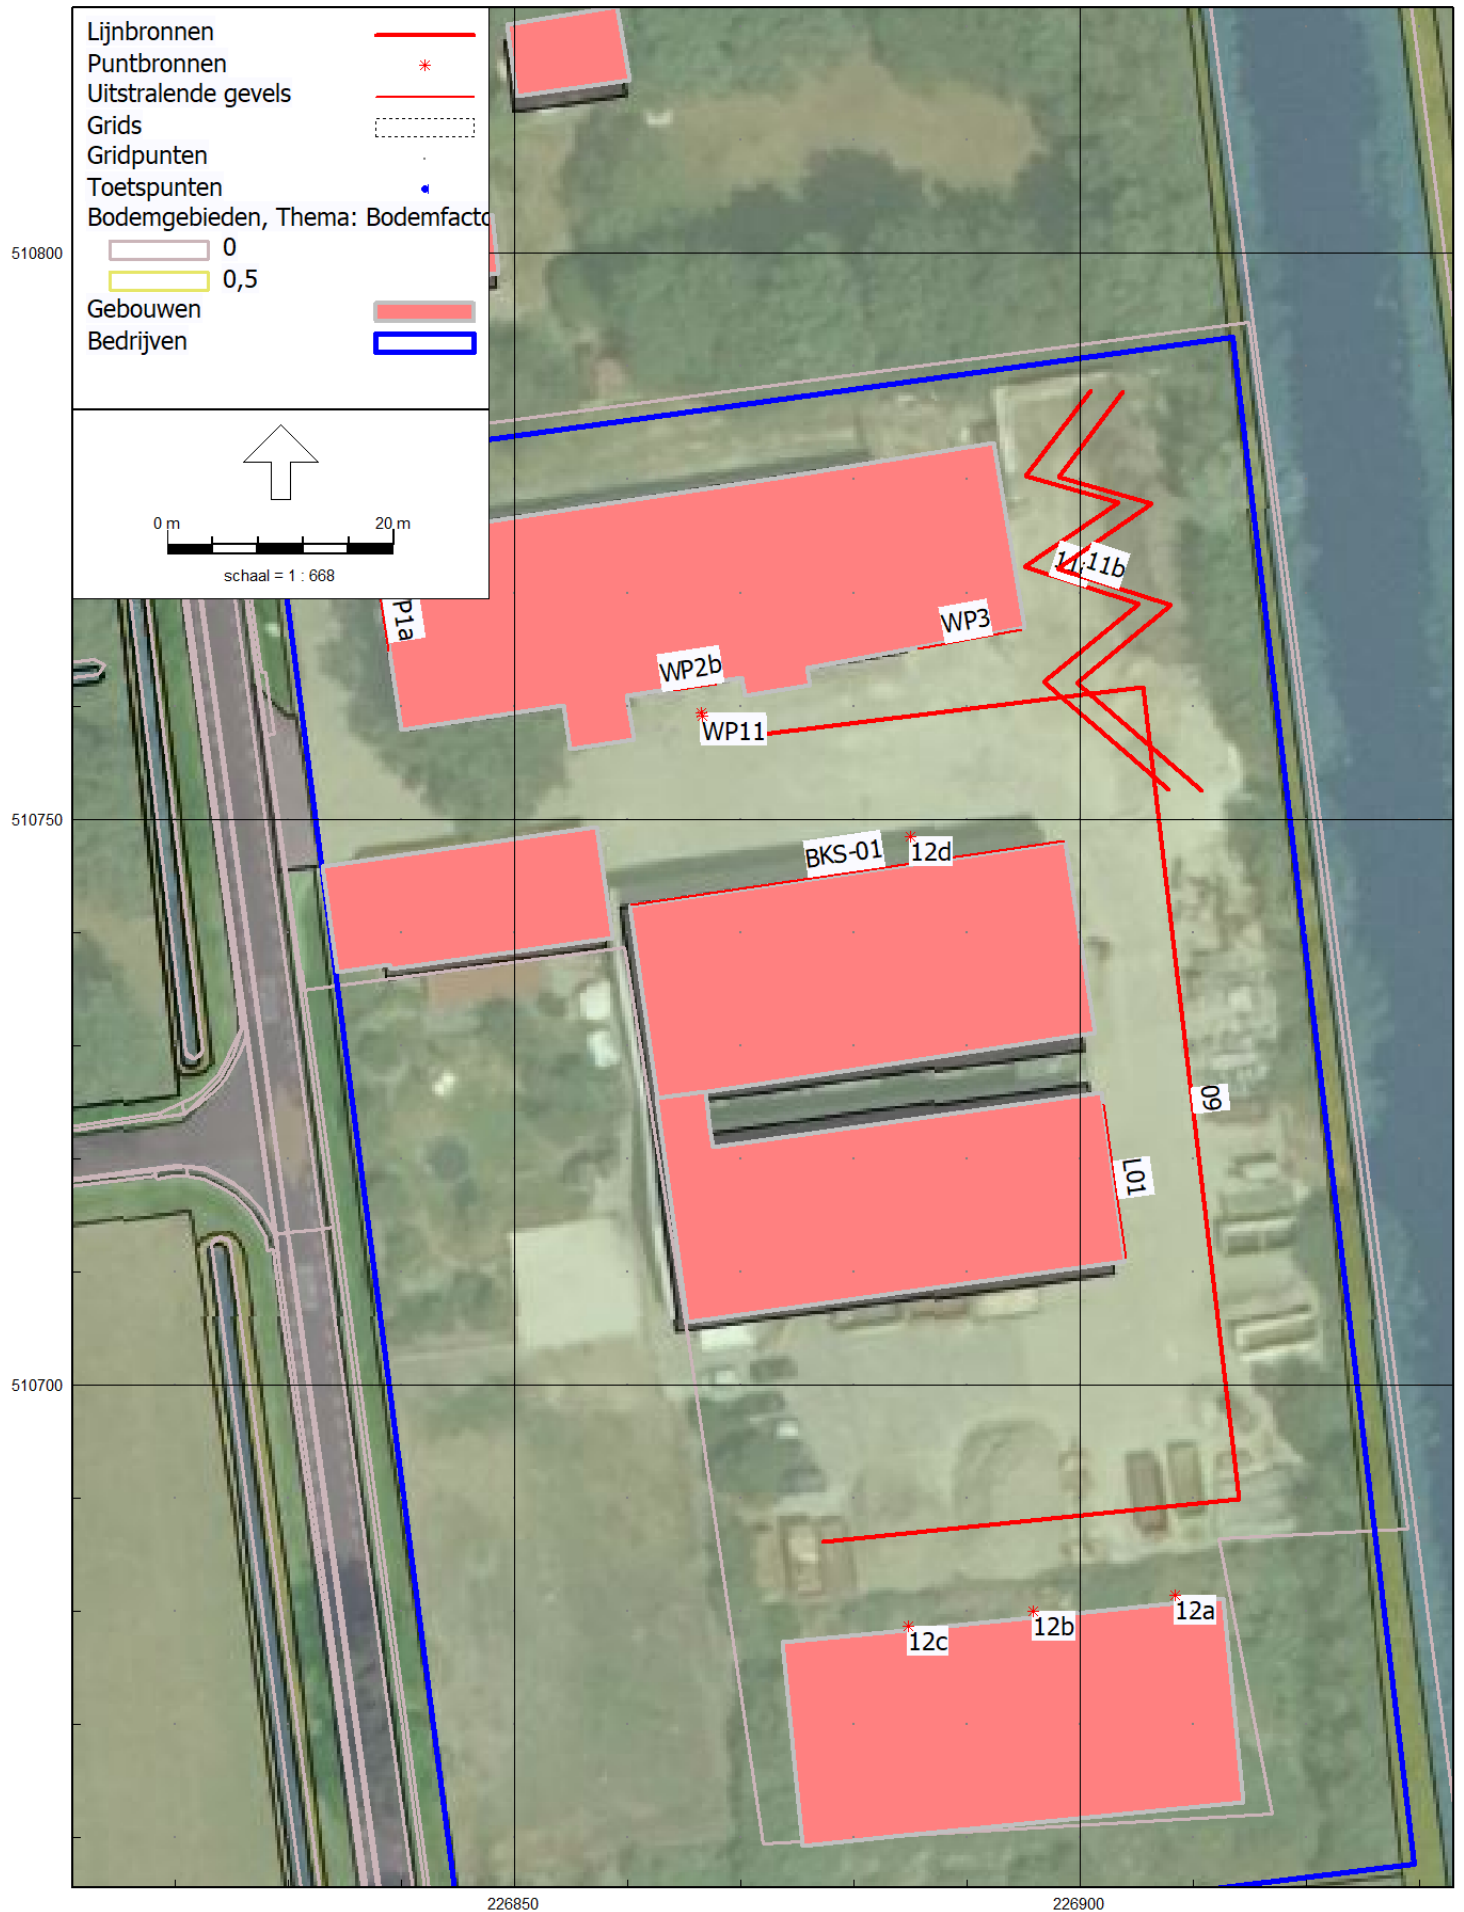 Lijnbronnen
Puntbronnen
Uitstralende gevels
Grids
Gridpunten
Toetspunten
Bodemgebieden, Thema: Bodemfacto
0
0,5
Gebouwen
Bedrijven
0 m 20 m
schaal = 1 : 668
510800
510750
510700
226850
226900
11b
P1a
WP3
WP2b
WP11
BKS-01
12d
09
L01
12a
12b
12c